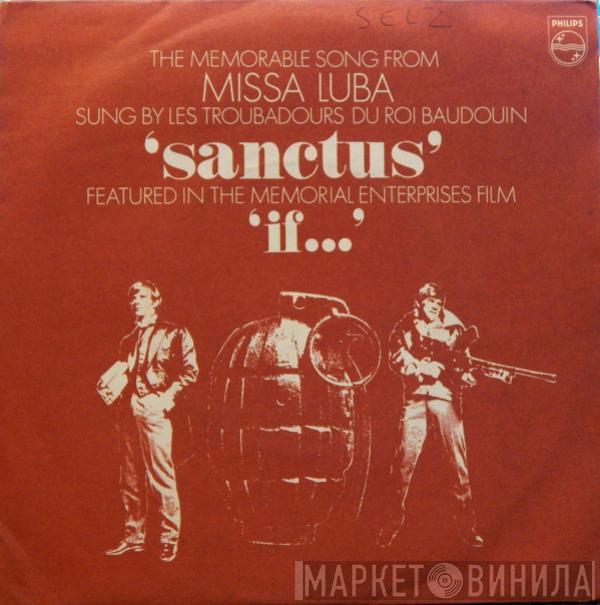 SELZ
PHILIPS
THE MEMORABLE SONG FROM
MISSA LUBA
SUNG BY LES TROUBADOURS DU ROI BAUDOUIN
‘sanctus’
FEATURED IN THE MEMORIAL ENTERPRISES FILM
‘if...’
МАРКЕТ ВИНИЛА